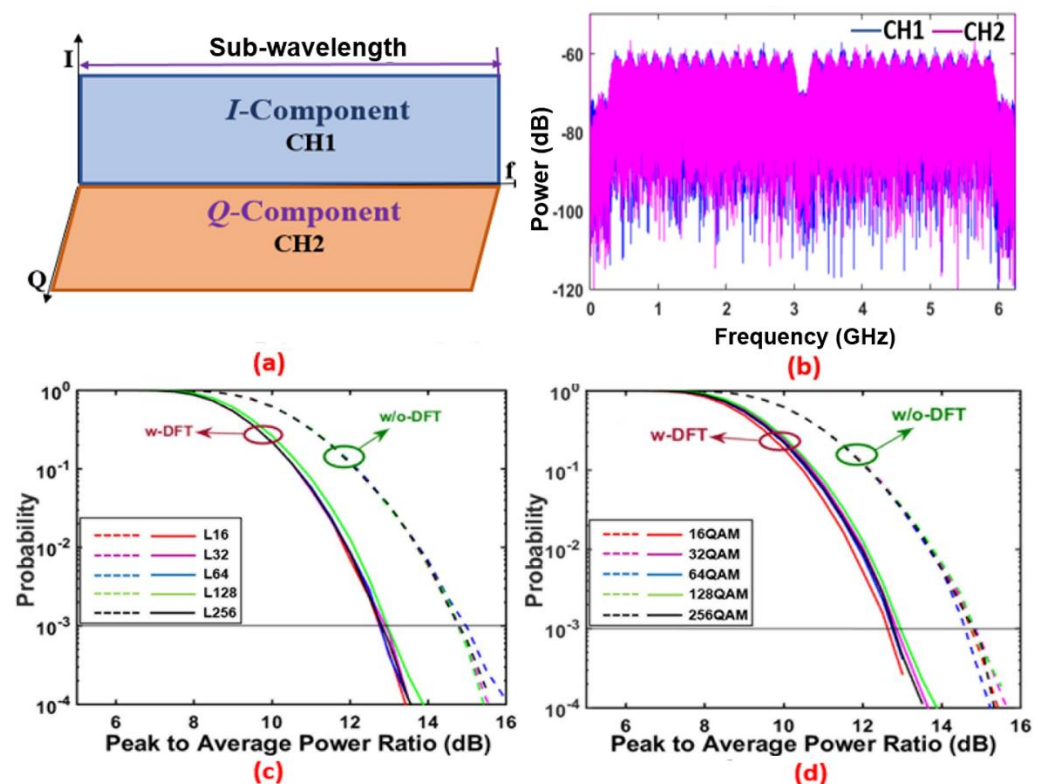 I
Sub-wavelength
I-Component
CH1
f
Q-Component
CH2
Q
(a)
CH1 CH2
Power (dB)
-60
-80
-100
-120
0 1 2 3 4 5 6
Frequency (GHz)
(b)
Probability
10^0
10^-1
10^-2
10^-3
10^-4
w-DFT
w/o-DFT
L16
L32
L64
L128
L256
6 8 10 12 14 16
Peak to Average Power Ratio (dB)
(c)
Probability
10^0
10^-1
10^-2
10^-3
10^-4
w-DFT
w/o-DFT
16QAM
32QAM
64QAM
128QAM
256QAM
6 8 10 12 14 16
Peak to Average Power Ratio (dB)
(d)